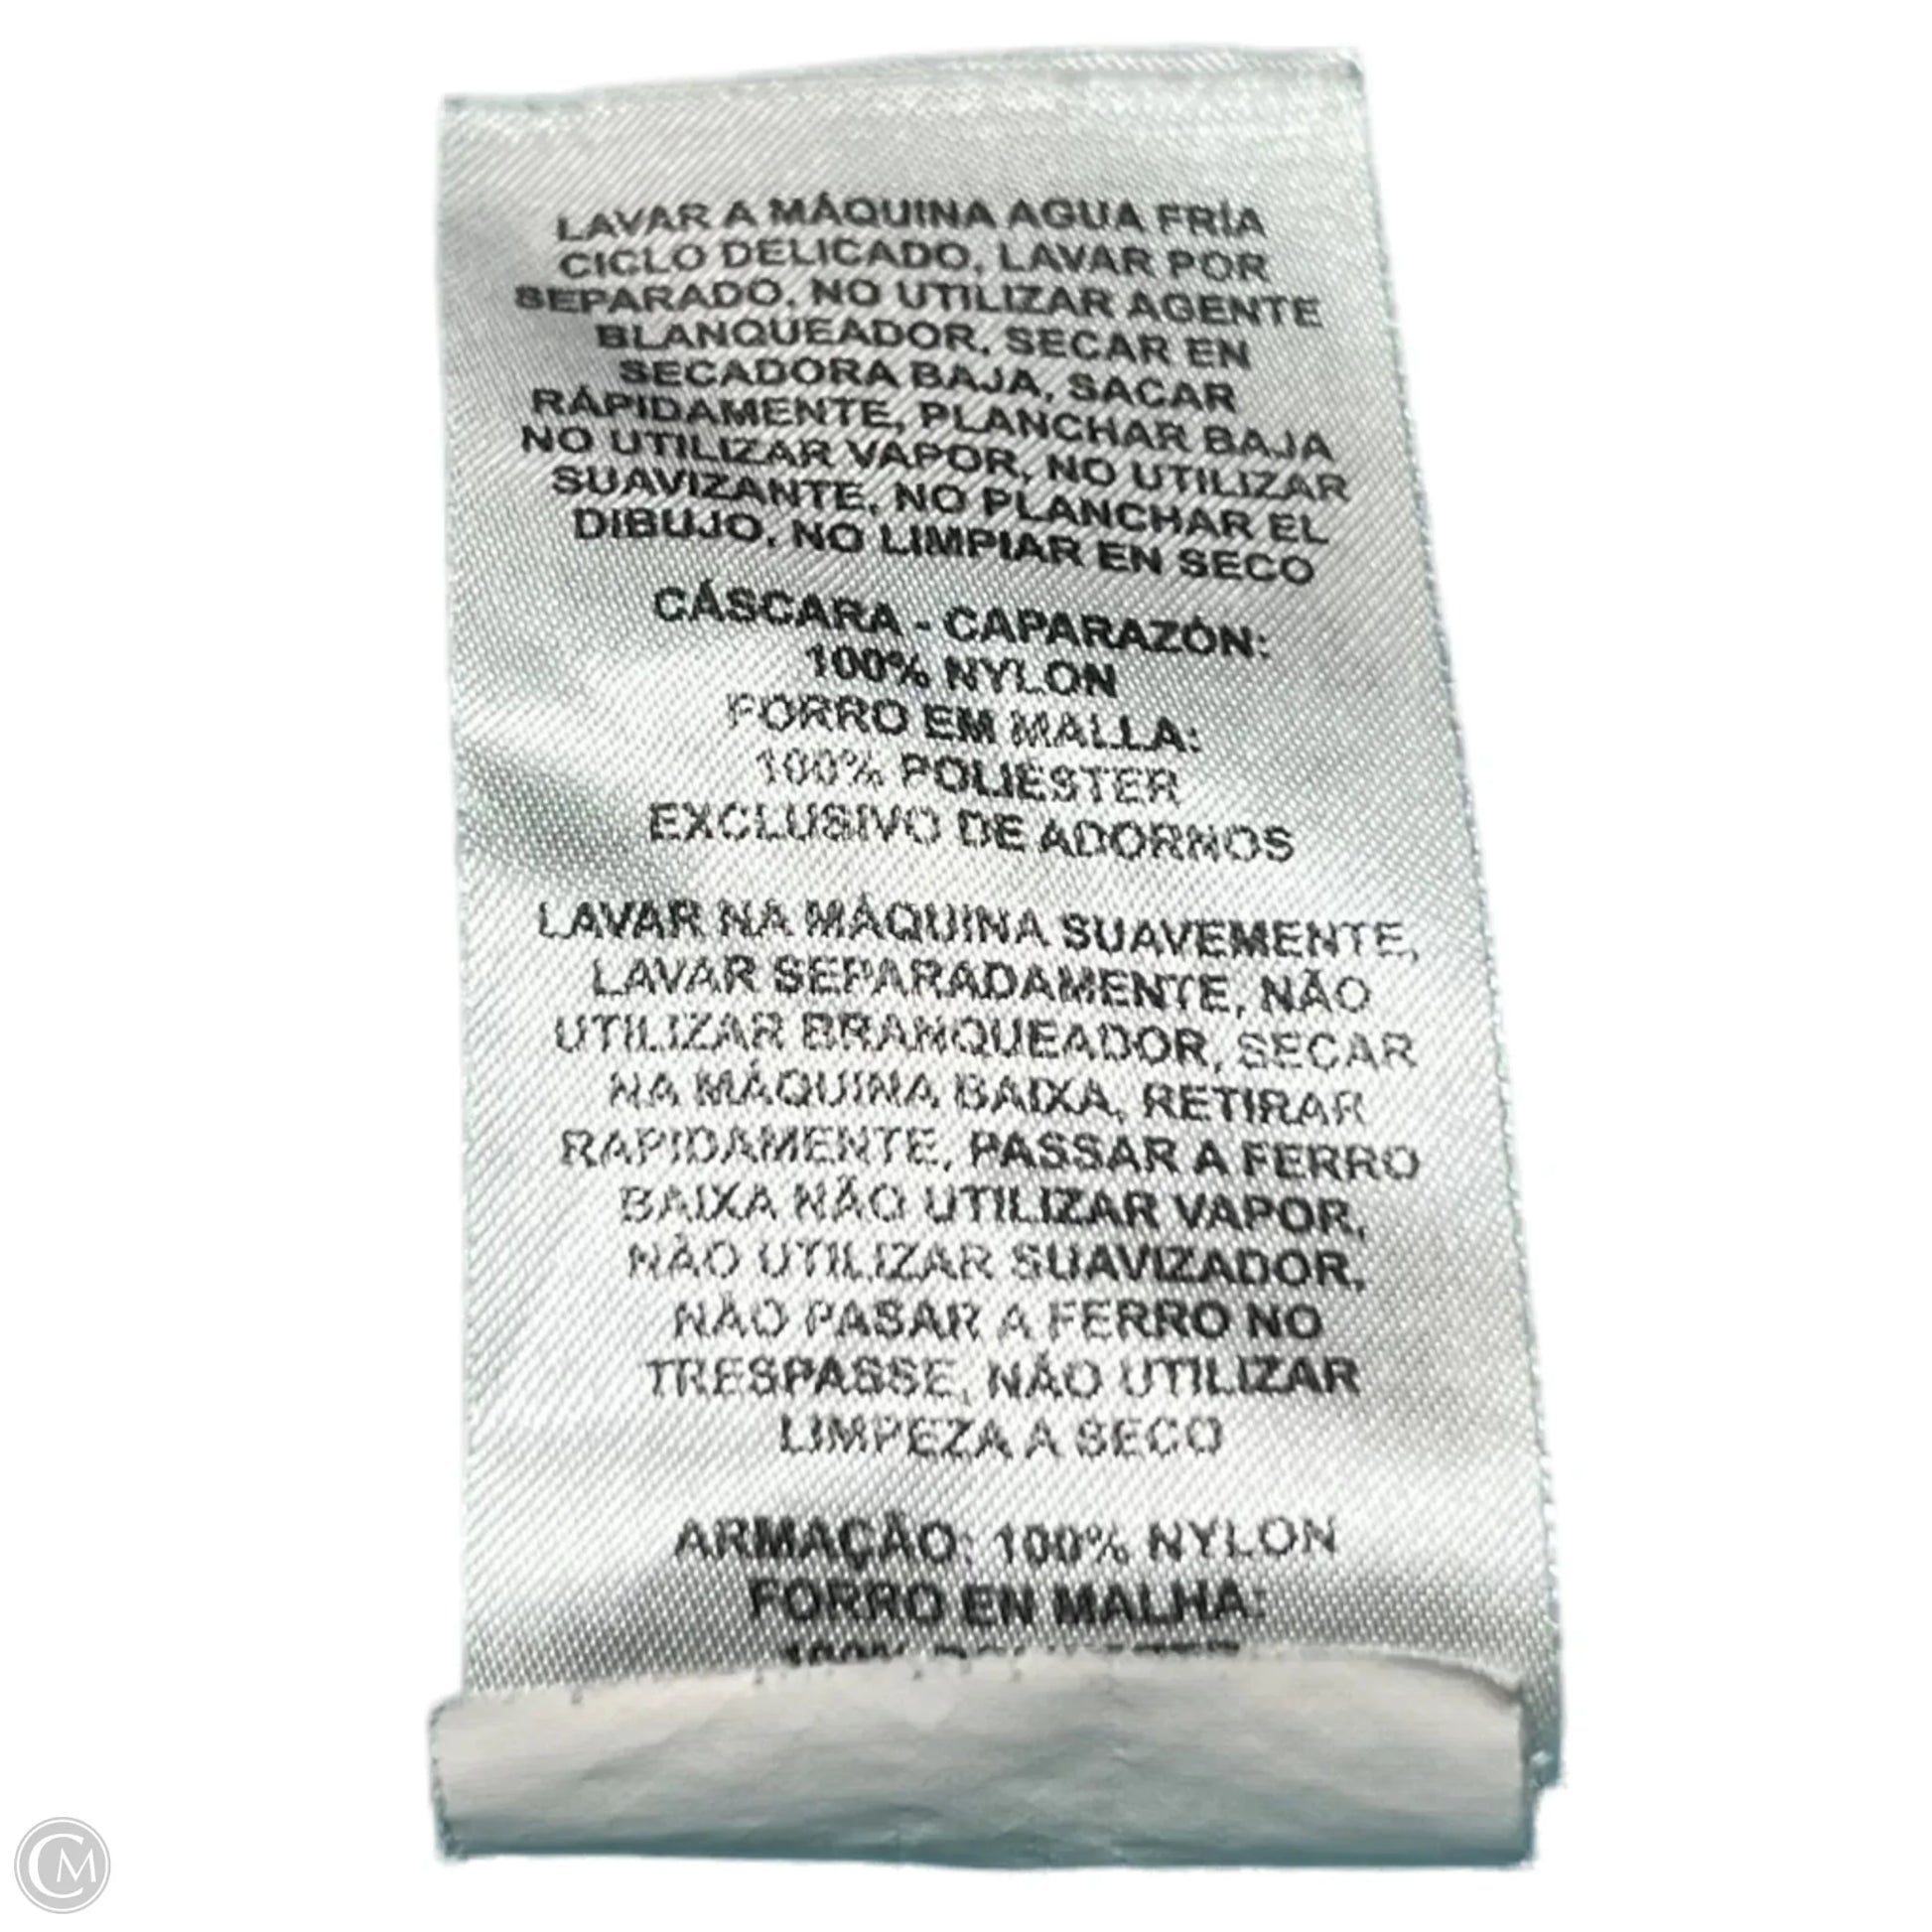 LAVAR A MÁQUINA AGUA FRÍA
CICLO DELICADO, LAVAR POR
SEPARADO, NO UTILIZAR AGENTE
BLANQUEADOR, SECAR EN
SECADORA BAJA, SACAR
RÁPIDAMENTE, PLANCHAR BAJA
NO UTILIZAR VAPOR, NO UTILIZAR
SUAVIZANTE, NO PLANCHAR EL
DIBUJO, NO LIMPIAR EN SECO
CÁSCARA - CAPARAZÓN:
100% NYLON
FORRO EM MALLA:
100% POLIÉSTER
EXCLUSIVO DE ADORNOS
LAVAR NA MÁQUINA SUAVEMENTE,
LAVAR SEPARADAMENTE, NÃO
UTILIZAR BRANQUEADOR, SECAR
NA MÁQUINA BAIXA, RETIRAR
RAPIDAMENTE, PASSAR A FERRO
BAIXA NÃO UTILIZAR VAPOR,
NÃO UTILIZAR SUAVIZADOR,
NÃO PASAR A FERRO NO
TRESPASSE, NÃO UTILIZAR
LIMPEZA A SECO
ARMAÇÃO: 100% NYLON
FORRO EN MALHA:
100%
CM